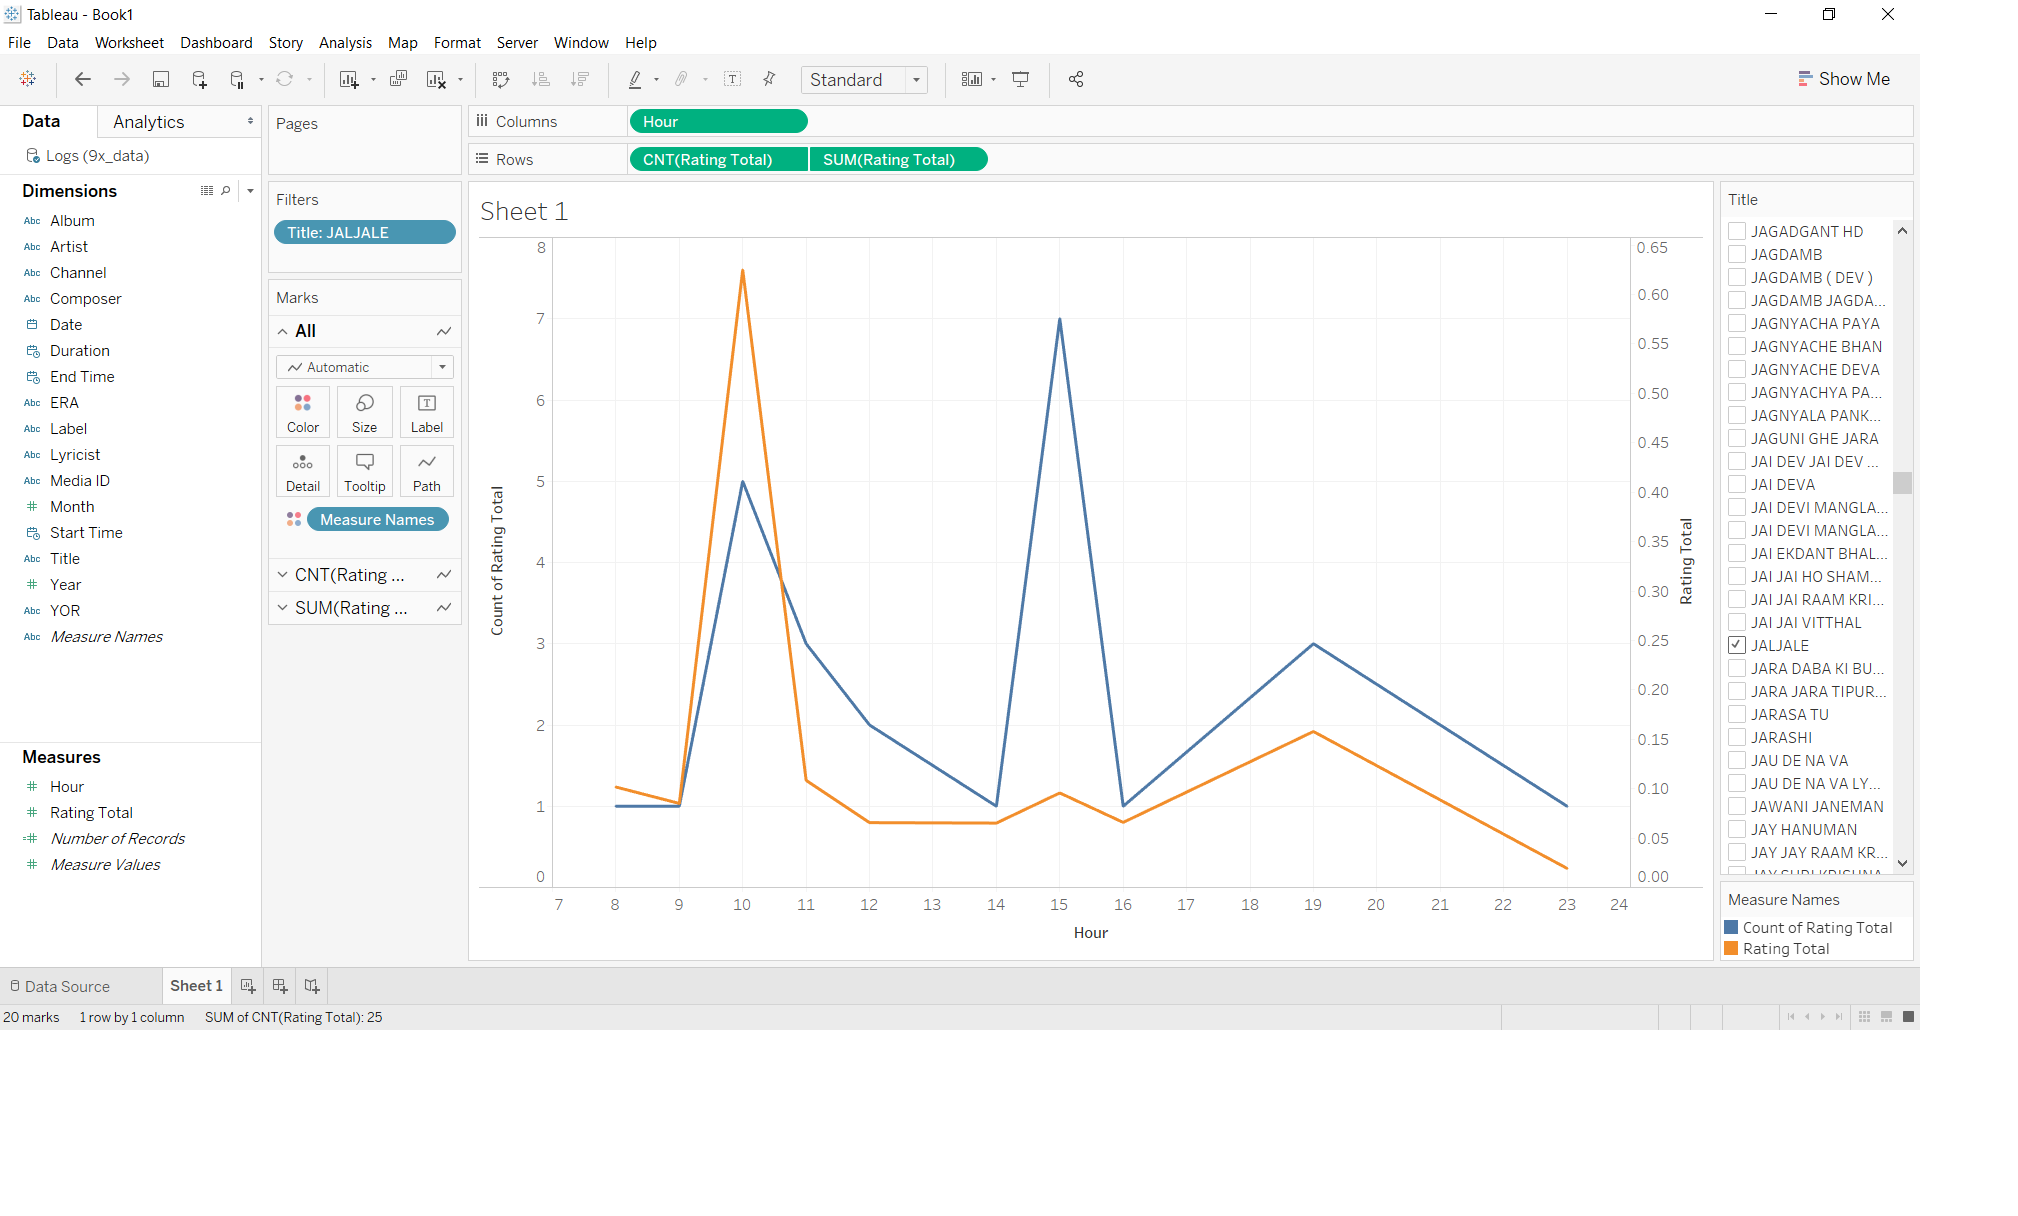 Tableau - Book1
File Data Worksheet Dashboard Story Analysis Map Format Server Window Help
Standard
Show Me
Data Analytics
Logs (9x_data)
Dimensions
Abc Album
Abc Artist
Abc Channel
Abc Composer
Date
Duration
End Time
Abc ERA
Abc Label
Abc Lyricist
Abc Media ID
# Month
Start Time
Abc Title
# Year
Abc YOR
Abc Measure Names
Measures
# Hour
# Rating Total
=# Number of Records
# Measure Values
Pages
Filters
Title: JALJALE
Marks
All
Automatic
Color Size Label
Detail Tooltip Path
Measure Names
CNT(Rating ...
SUM(Rating ...
Columns Hour
Rows CNT(Rating Total) SUM(Rating Total)
Sheet 1
Count of Rating Total
8
7
6
5
4
3
2
1
0
7 8 9 10 11 12 13 14 15 16 17 18 19 20 21 22 23 24
Hour
0.65
0.60
0.55
0.50
0.45
0.40
0.35
0.30
0.25
0.20
0.15
0.10
0.05
0.00
Rating Total
Title
JAGADGANT HD
JAGDAMB
JAGDAMB ( DEV )
JAGDAMB JAGDA...
JAGNYACHA PAYA
JAGNYACHE BHAN
JAGNYACHE DEVA
JAGNYACHYA PA...
JAGNYALA PANK...
JAGUNI GHE JARA
JAI DEV JAI DEV ...
JAI DEVA
JAI DEVI MANGLA...
JAI DEVI MANGLA...
JAI EKDANT BHAL...
JAI JAI HO SHAM...
JAI JAI RAAM KRI...
JAI JAI VITTHAL
JALJALE
JARA DABA KI BU...
JARA JARA TIPUR...
JARASA TU
JARASHI
JAU DE NA VA
JAU DE NA VA LY...
JAWANI JANEMAN
JAY HANUMAN
JAY JAY RAAM KR...
Measure Names
Count of Rating Total
Rating Total
Data Source Sheet 1
20 marks 1 row by 1 column SUM of CNT(Rating Total): 25